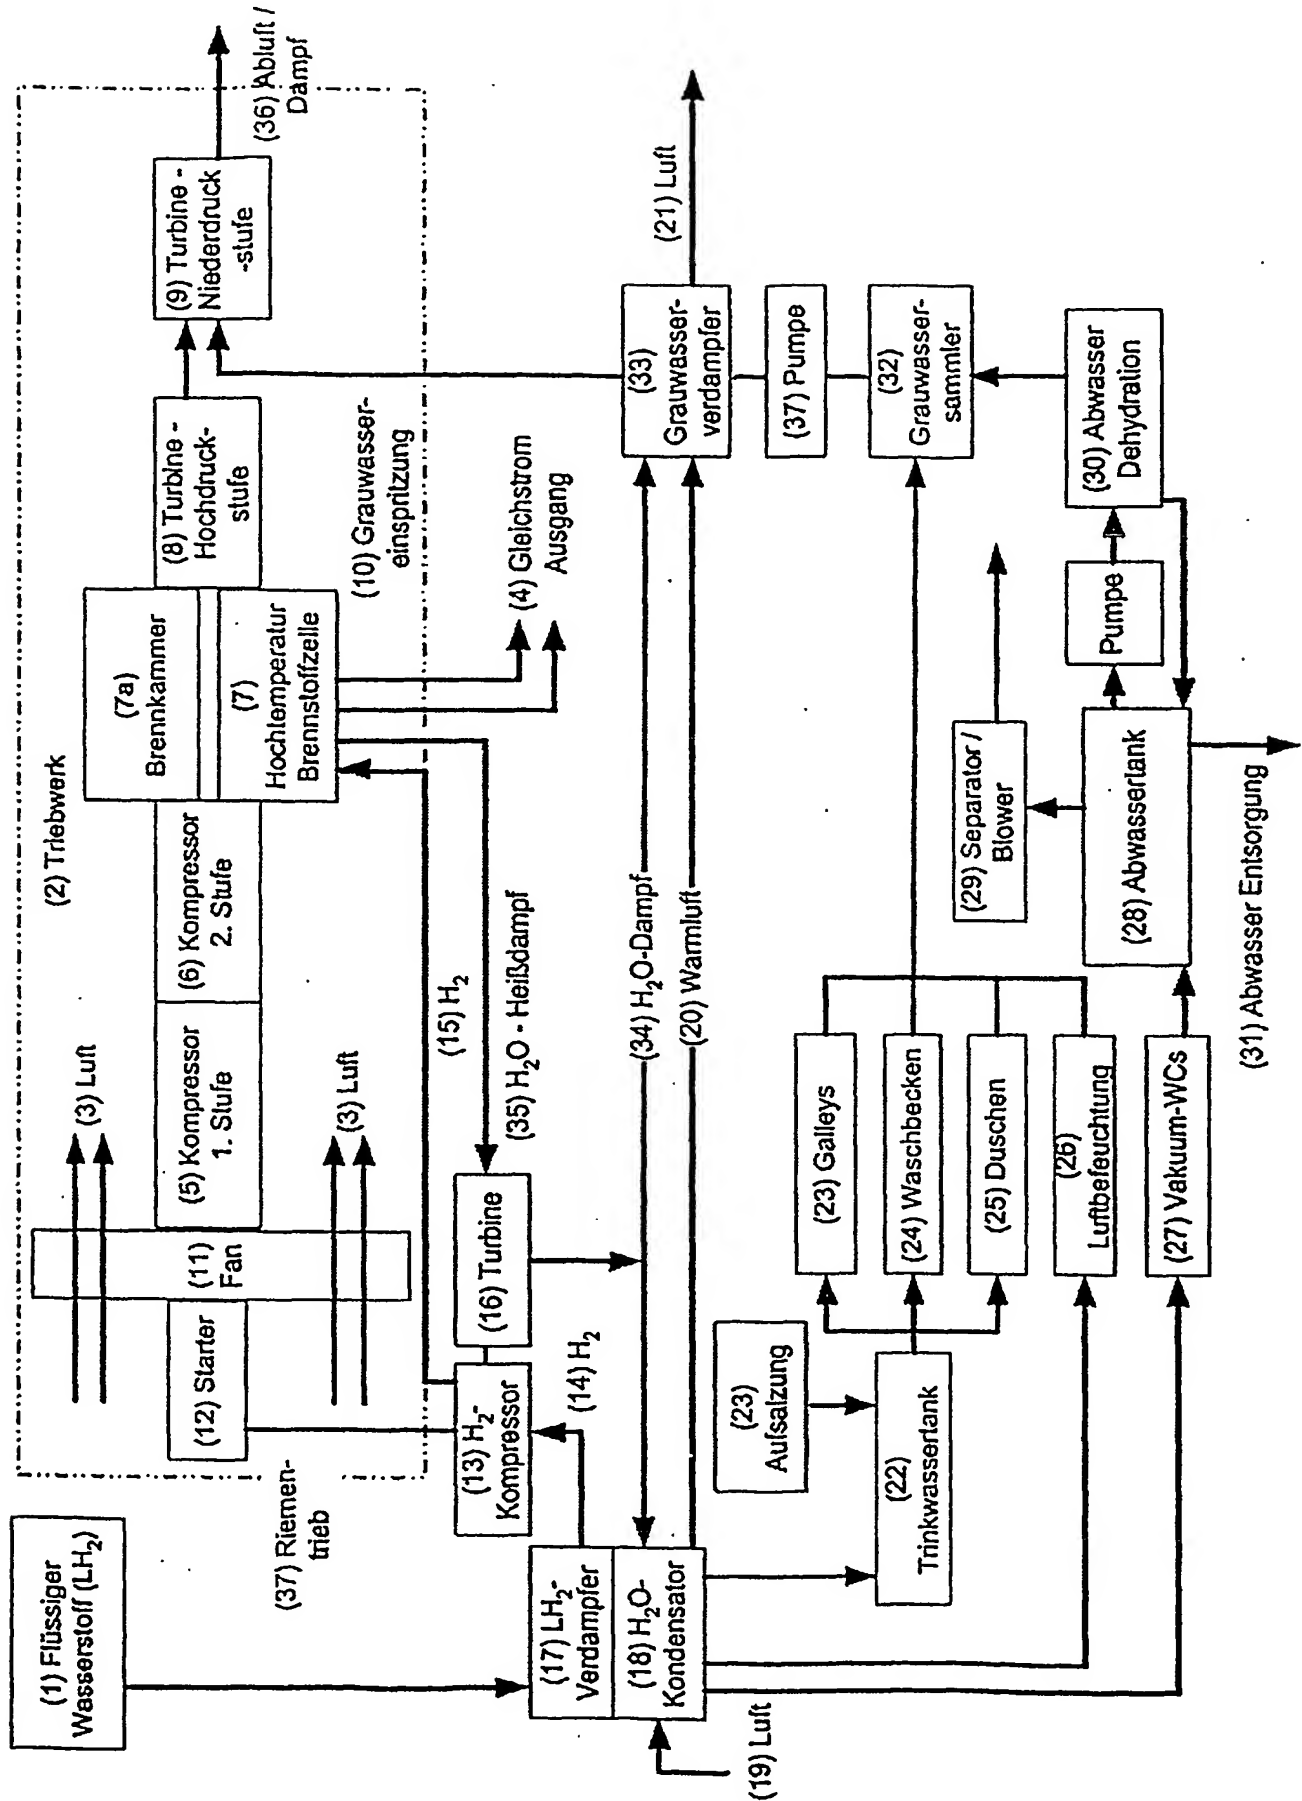 (1) Flüssiger
Wasserstoff (LH2)
(2) Triebwerk
(3) Luft
(3) Luft
(12) Starter
(11)
Fan
(5) Kompressor
1. Stufe
(6) Kompressor
2. Stufe
(7a)
Brennkammer
(7)
Hochtemperatur
Brennstoffzelle
(8) Turbine -
Hochdruck-
stufe
(9) Turbine -
Niederdruck
-stufe
(36) Abluft /
Dampf
(37) Riemen-
trieb
(10) Grauwasser-
einspritzung
(4) Gleichstrom
Ausgang
(15) H2
(35) H2O - Heißdampf
(13) H2-
Kompressor
(16) Turbine
(14) H2
(17) LH2-
Verdampfer
(18) H2O-
Kondensator
(19) Luft
(34) H2O-Dampf
(20) Warmluft
(33)
Grauwasser-
verdampfer
(21) Luft
(37) Pumpe
(32)
Grauwasser-
sammler
(23)
Aufsalzung
(22)
Trinkwassertank
(23) Galleys
(24) Waschbecken
(25) Duschen
(26)
Luftbefeuchtung
(27) Vakuum-WCs
(29) Separator /
Blower
(28) Abwassertank
Pumpe
(30) Abwasser
Dehydration
(31) Abwasser Entsorgung